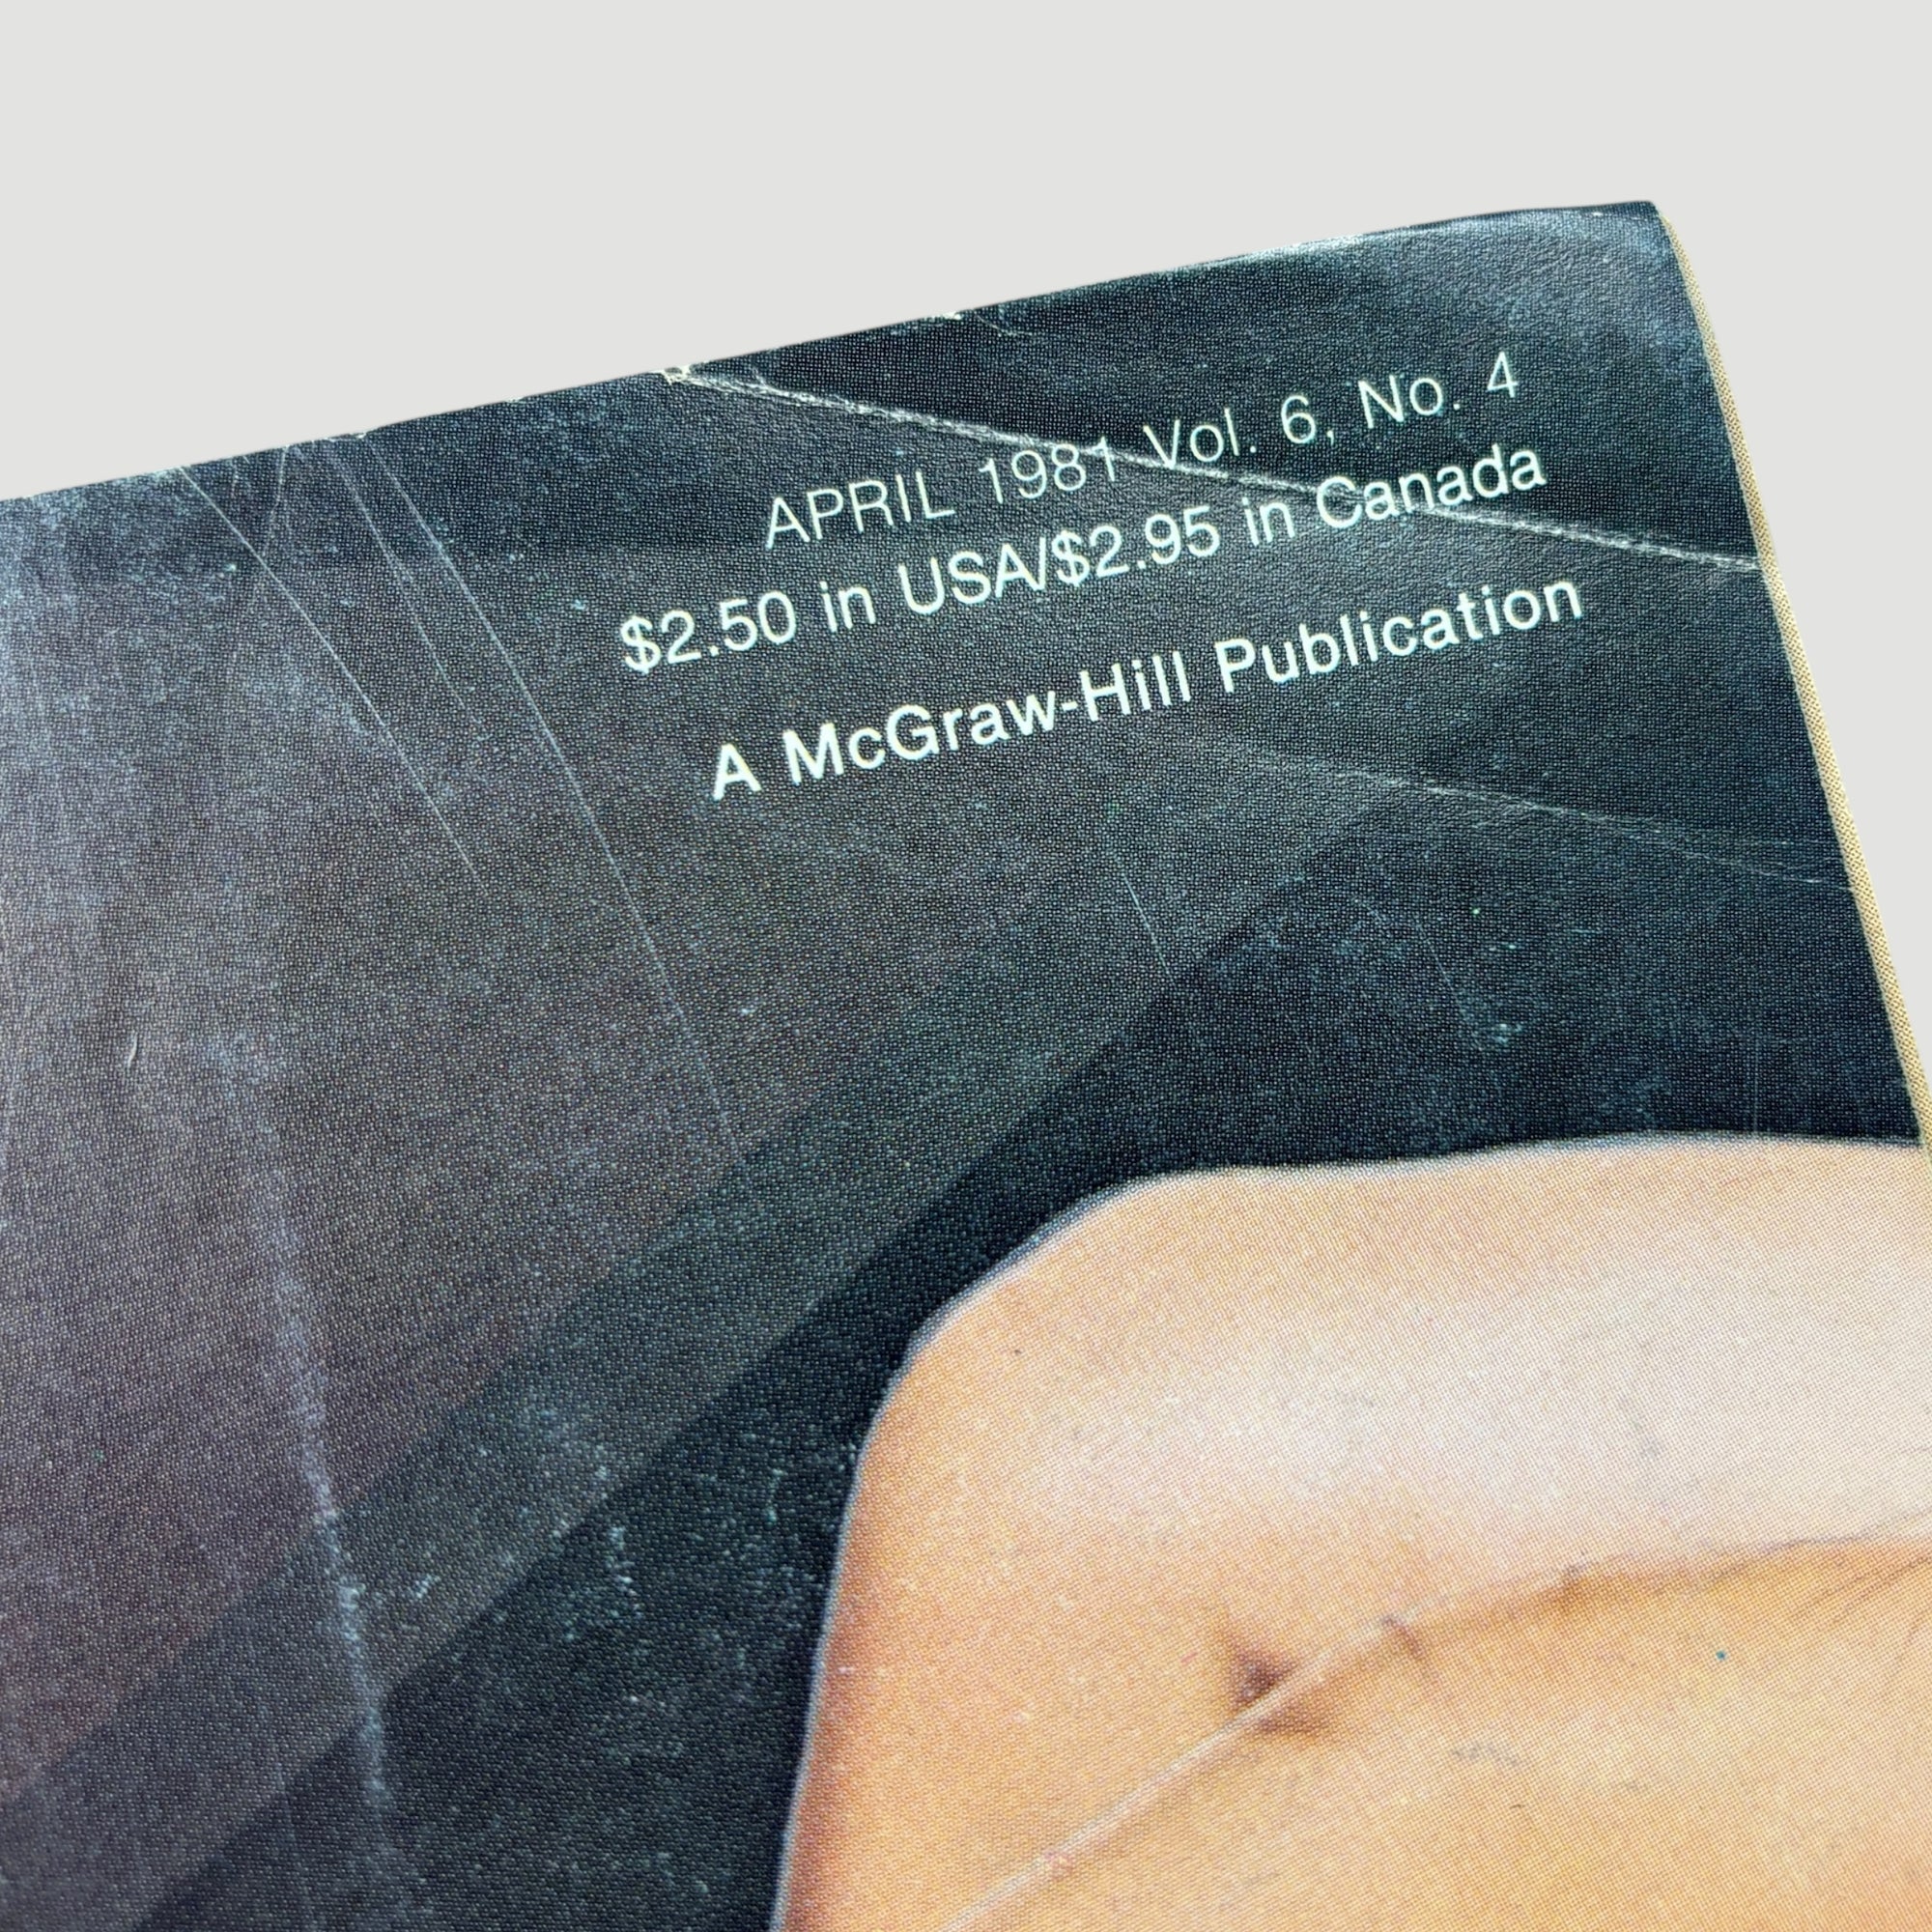 APRIL 1981 Vol. 6, No. 4
$2.50 in USA/$2.95 in Canada
A McGraw-Hill Publication